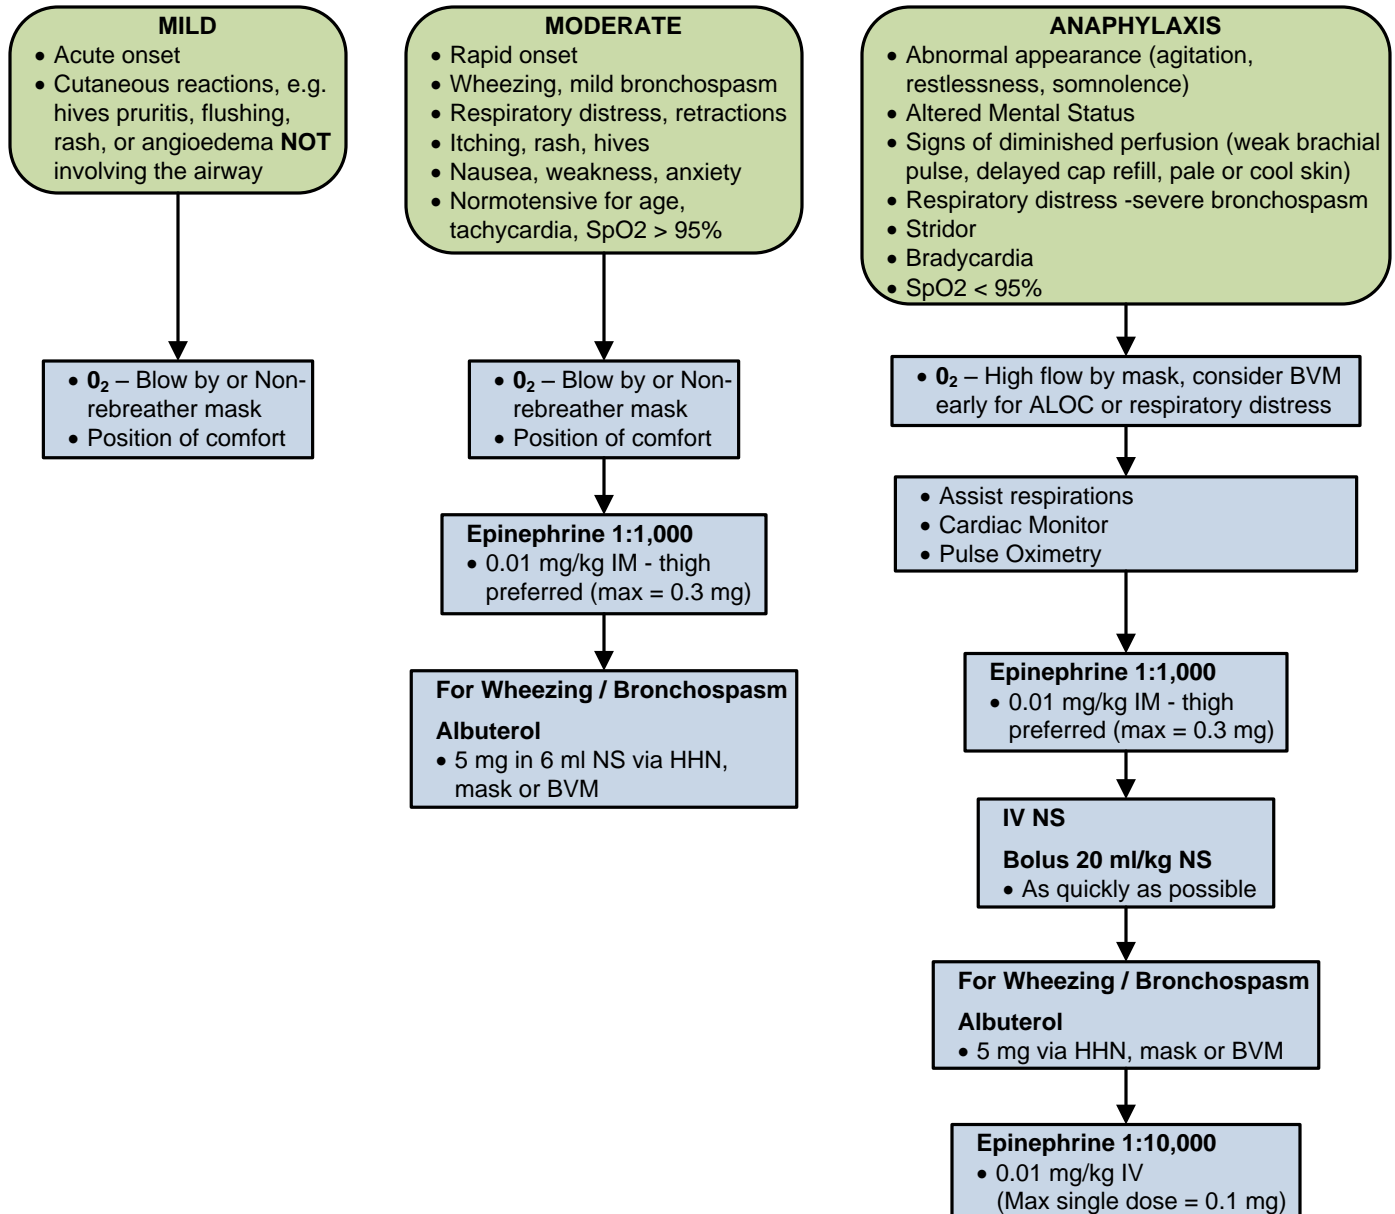 MILD
• Acute onset
• Cutaneous reactions, e.g.
hives pruritis, flushing,
rash, or angioedema NOT
involving the airway
• 0₂ – Blow by or Non-
rebreather mask
• Position of comfort
MODERATE
• Rapid onset
• Wheezing, mild bronchospasm
• Respiratory distress, retractions
• Itching, rash, hives
• Nausea, weakness, anxiety
• Normotensive for age,
tachycardia, SpO2 > 95%
• 0₂ – Blow by or Non-
rebreather mask
• Position of comfort
Epinephrine 1:1,000
• 0.01 mg/kg IM - thigh
preferred (max = 0.3 mg)
For Wheezing / Bronchospasm
Albuterol
• 5 mg in 6 ml NS via HHN,
mask or BVM
ANAPHYLAXIS
• Abnormal appearance (agitation,
restlessness, somnolence)
• Altered Mental Status
• Signs of diminished perfusion (weak brachial
pulse, delayed cap refill, pale or cool skin)
• Respiratory distress -severe bronchospasm
• Stridor
• Bradycardia
• SpO2 < 95%
• 0₂ – High flow by mask, consider BVM
early for ALOC or respiratory distress
• Assist respirations
• Cardiac Monitor
• Pulse Oximetry
Epinephrine 1:1,000
• 0.01 mg/kg IM - thigh
preferred (max = 0.3 mg)
IV NS
Bolus 20 ml/kg NS
• As quickly as possible
For Wheezing / Bronchospasm
Albuterol
• 5 mg via HHN, mask or BVM
Epinephrine 1:10,000
• 0.01 mg/kg IV
(Max single dose = 0.1 mg)